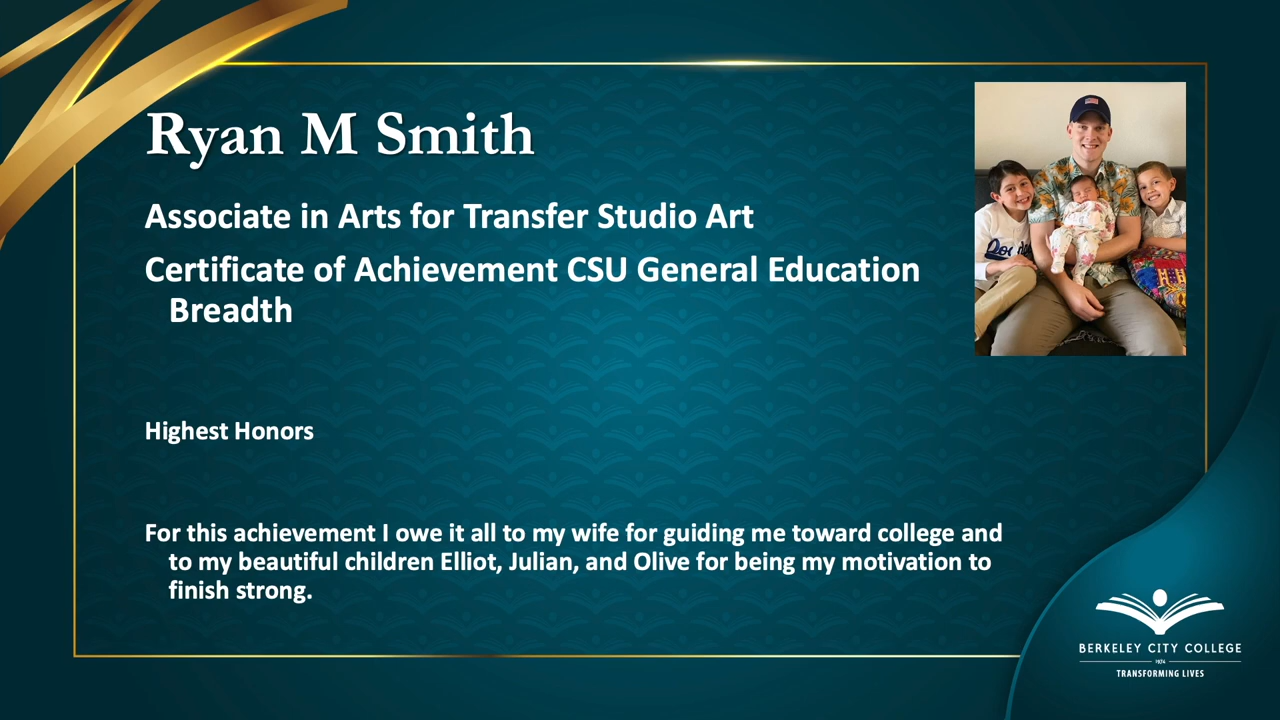 Ryan M Smith
Associate in Arts for Transfer Studio Art
Certificate of Achievement CSU General Education
Breadth
Highest Honors
For this achievement I owe it all to my wife for guiding me toward college and
to my beautiful children Elliot, Julian, and Olive for being my motivation to
finish strong.
BERKELEY CITY COLLEGE
1974
TRANSFORMING LIVES